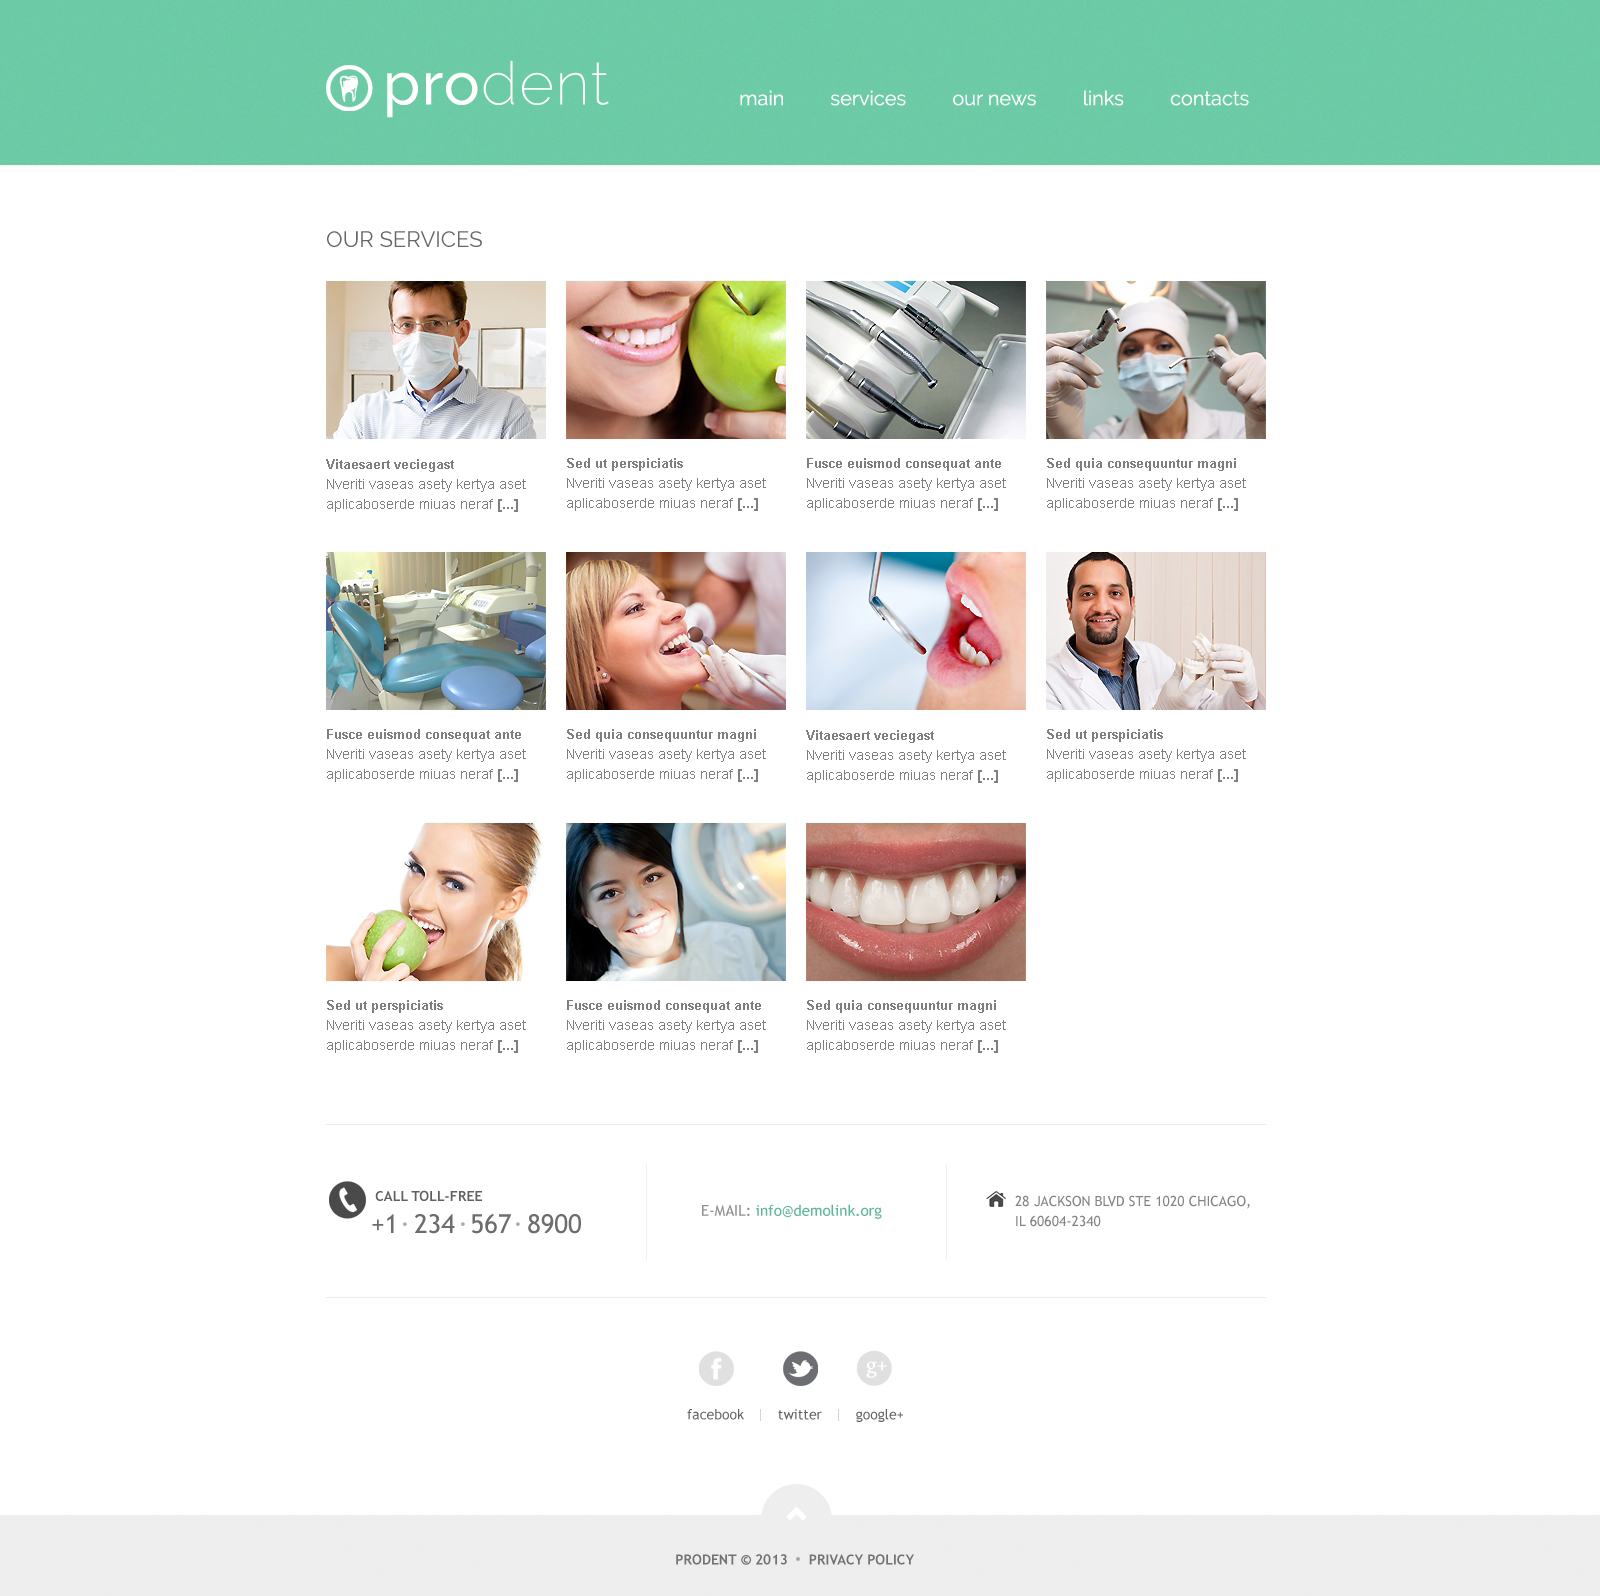 prodent
main services our news links contacts
OUR SERVICES
Vitaesaert veciegast
Nveriti vaseas asety kertya aset
aplicaboserde miuas neraf [...]
Sed ut perspiciatis
Nveriti vaseas asety kertya aset
aplicaboserde miuas neraf [...]
Fusce euismod consequat ante
Nveriti vaseas asety kertya aset
aplicaboserde miuas neraf [...]
Sed quia consequuntur magni
Nveriti vaseas asety kertya aset
aplicaboserde miuas neraf [...]
Fusce euismod consequat ante
Nveriti vaseas asety kertya aset
aplicaboserde miuas neraf [...]
Sed quia consequuntur magni
Nveriti vaseas asety kertya aset
aplicaboserde miuas neraf [...]
Vitaesaert veciegast
Nveriti vaseas asety kertya aset
aplicaboserde miuas neraf [...]
Sed ut perspiciatis
Nveriti vaseas asety kertya aset
aplicaboserde miuas neraf [...]
Sed ut perspiciatis
Nveriti vaseas asety kertya aset
aplicaboserde miuas neraf [...]
Fusce euismod consequat ante
Nveriti vaseas asety kertya aset
aplicaboserde miuas neraf [...]
Sed quia consequuntur magni
Nveriti vaseas asety kertya aset
aplicaboserde miuas neraf [...]
CALL TOLL-FREE
+1 · 234 · 567 · 8900
E-MAIL: info@demolink.org
28 JACKSON BLVD STE 1020 CHICAGO,
IL 60604-2340
f g+
facebook | twitter | google+
PRODENT © 2013 • PRIVACY POLICY